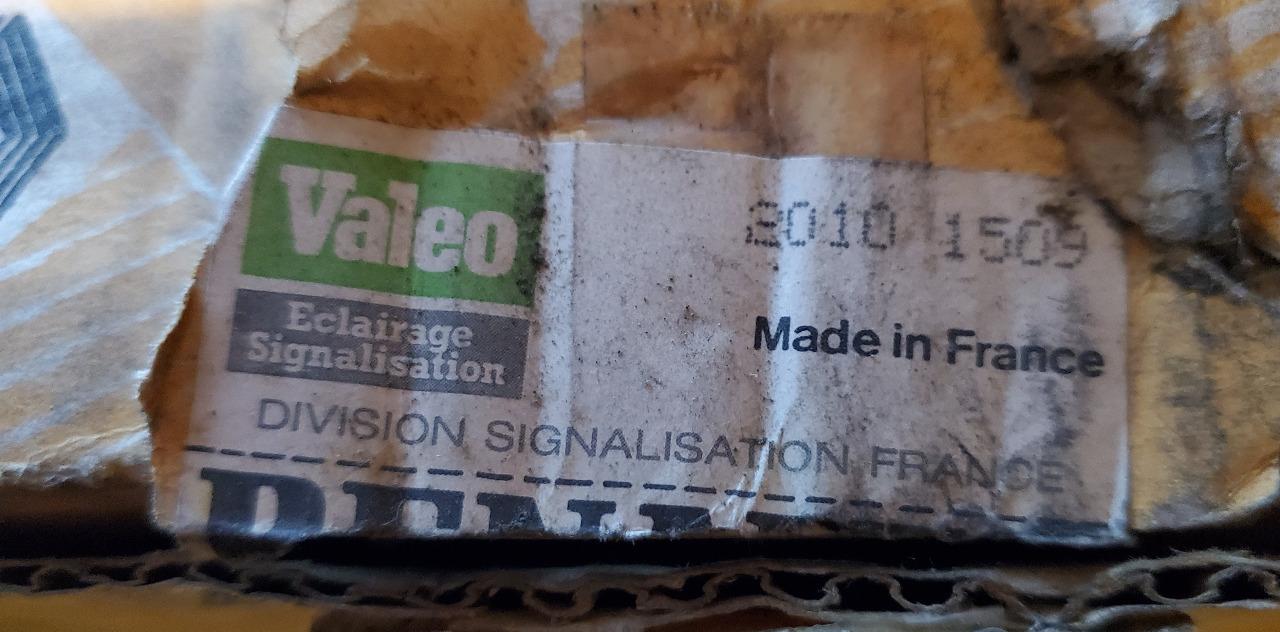 Valeo
Eclairage
Signalisation
2010 1509
Made in France
DIVISION SIGNALISATION FRANCE